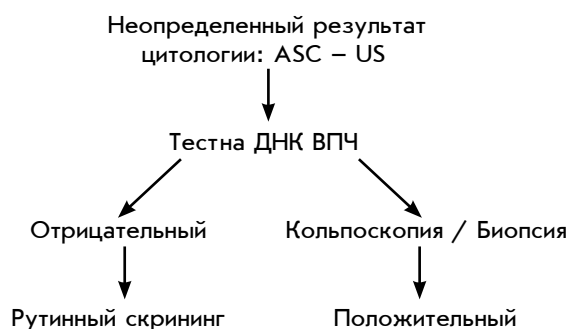 Неопределенный результат
цитологии: ASC – US
Тестна ДНК ВПЧ
Отрицательный
Кольпоскопия / Биопсия
Рутинный скрининг
Положительный